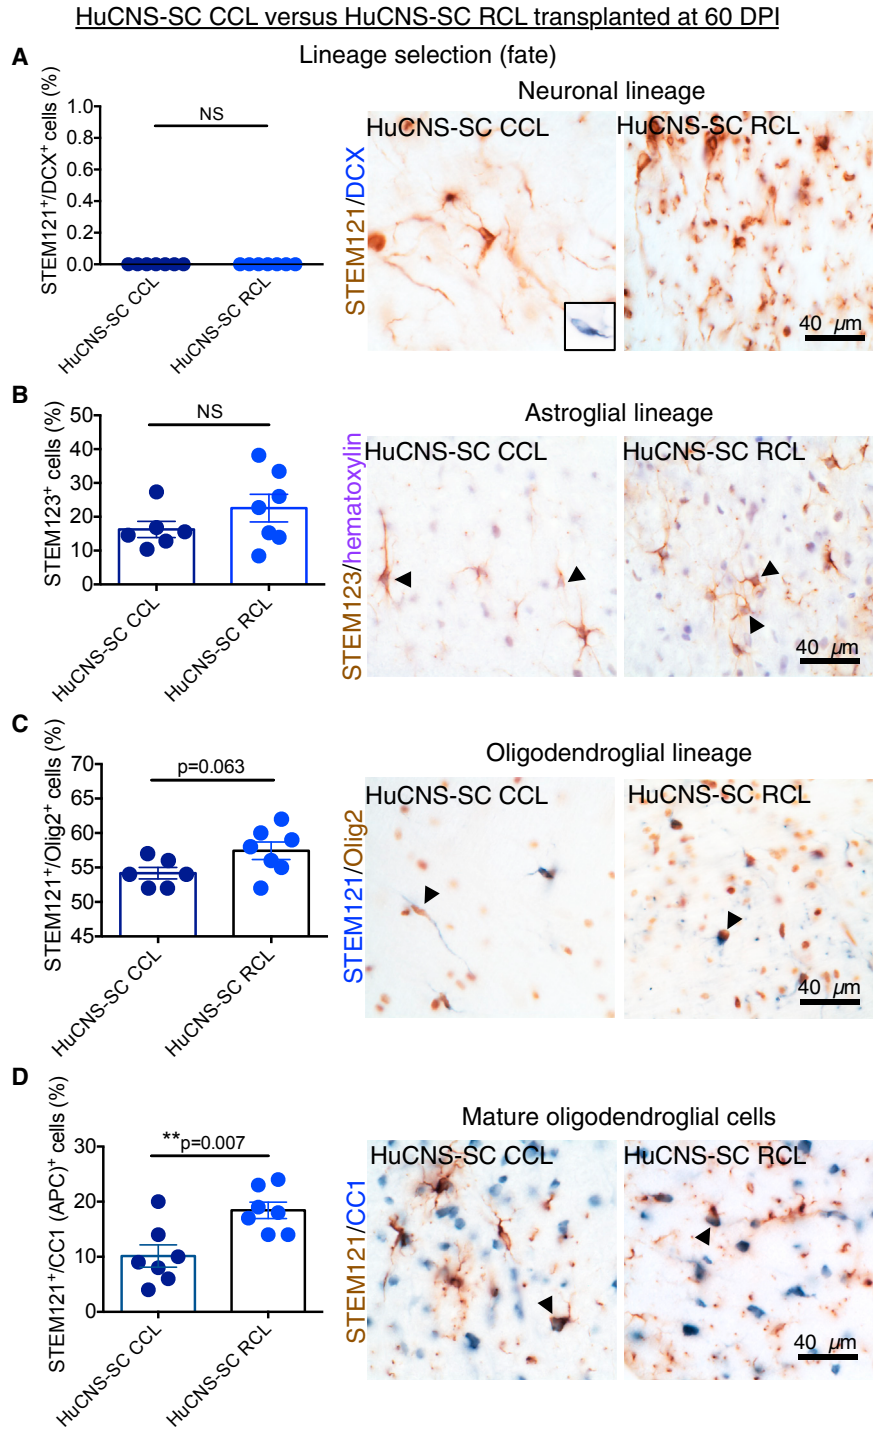 HuCNS-SC CCL versus HuCNS-SC RCL transplanted at 60 DPI
A
Lineage selection (fate)
STEM121⁺/DCX⁺ cells (%)
1.0
0.8
0.6
0.4
0.2
0.0
NS
HuCNS-SC CCL
HuCNS-SC RCL
Neuronal lineage
STEM121/DCX
HuCNS-SC CCL
HuCNS-SC RCL
40 µm
B
STEM123⁺ cells (%)
50
40
30
20
10
0
NS
HuCNS-SC CCL
HuCNS-SC RCL
Astroglial lineage
STEM123/hematoxylin
HuCNS-SC CCL
HuCNS-SC RCL
40 µm
C
STEM121⁺/Olig2⁺ cells (%)
70
65
60
55
50
45
p=0.063
HuCNS-SC CCL
HuCNS-SC RCL
Oligodendroglial lineage
STEM121/Olig2
HuCNS-SC CCL
HuCNS-SC RCL
40 µm
D
STEM121⁺/CC1 (APC)⁺ cells (%)
30
20
10
0
**p=0.007
HuCNS-SC CCL
HuCNS-SC RCL
Mature oligodendroglial cells
STEM121/CC1
HuCNS-SC CCL
HuCNS-SC RCL
40 µm